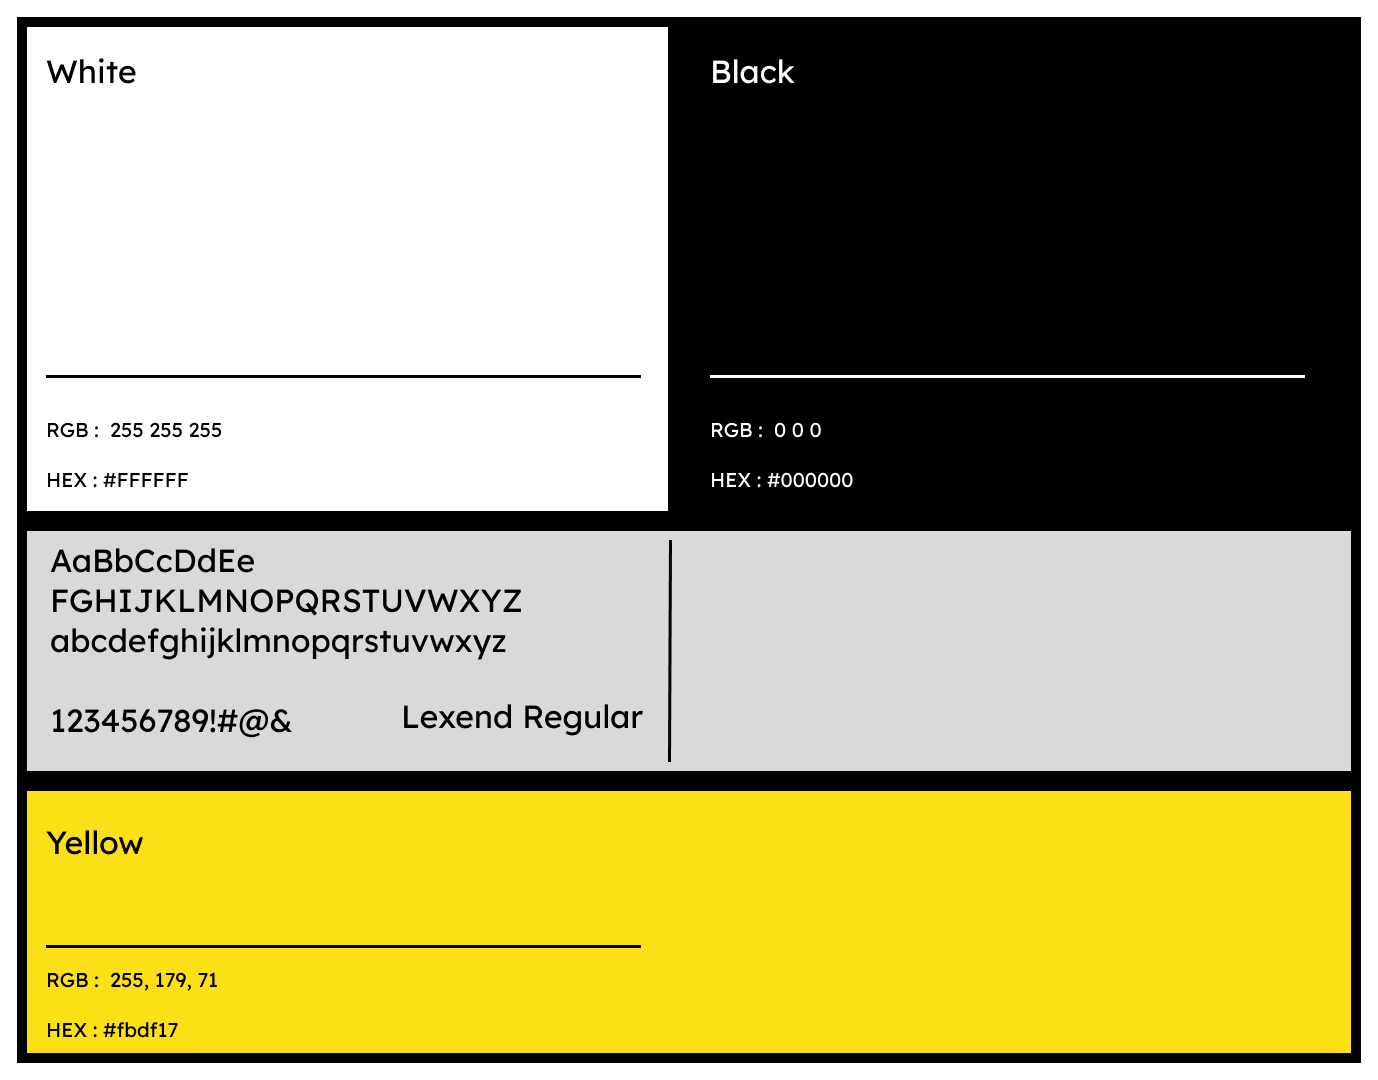 White
RGB :  255 255 255
HEX : #FFFFFF
Black
RGB :  0 0 0
HEX : #000000
AaBbCcDdEe
FGHIJKLMNOPQRSTUVWXYZ
abcdefghijklmnopqrstuvwxyz
123456789!#@&
Lexend Regular
Yellow
RGB :  255, 179, 71
HEX : #fbdf17